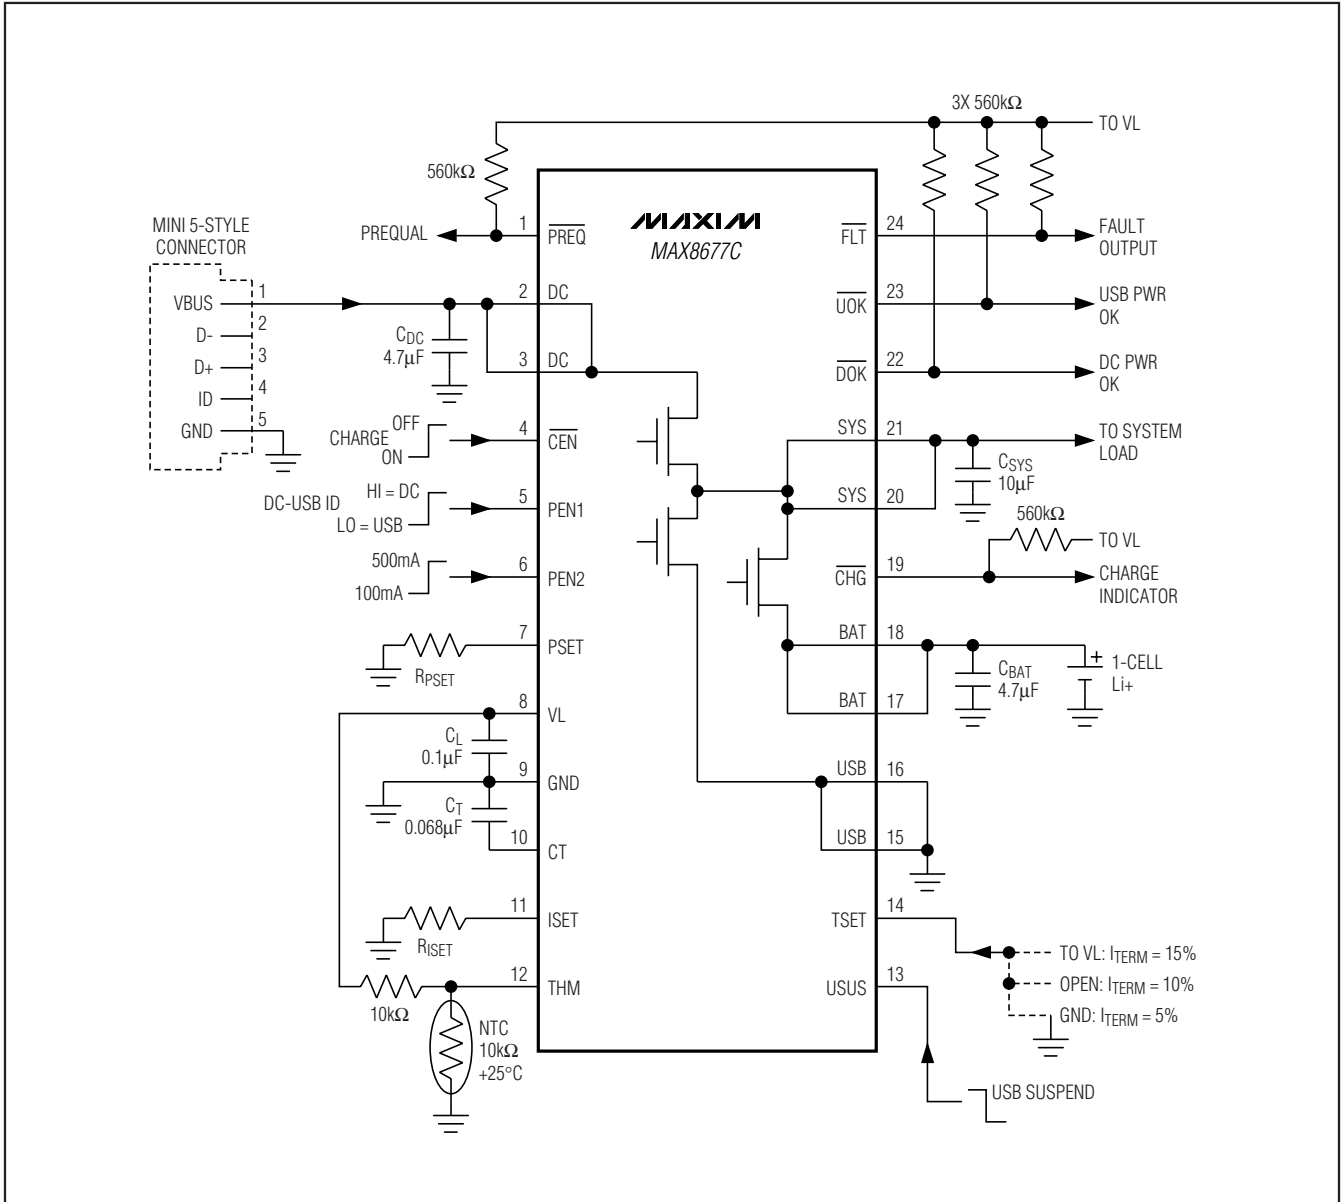 3X 560kΩ
TO VL
560kΩ
PREQUAL
1
PREQ
MAXIM
MAX8677C
24
FLT
FAULT
OUTPUT
MINI 5-STYLE
CONNECTOR
VBUS
1
D-
2
D+
3
ID
4
GND
5
2
DC
CDC
4.7µF
3
DC
23
UOK
USB PWR
OK
22
DOK
DC PWR
OK
CHARGE
OFF
ON
4
CEN
SYS
21
TO SYSTEM
LOAD
CSYS
10µF
DC-USB ID
HI = DC
LO = USB
5
PEN1
SYS
20
560kΩ
TO VL
500mA
100mA
6
PEN2
CHG
19
CHARGE
INDICATOR
7
PSET
RPSET
BAT
18
CBAT
4.7µF
+
1-CELL
Li+
8
VL
BAT
17
CL
0.1µF
9
GND
USB
16
CT
0.068µF
10
CT
USB
15
11
ISET
RISET
TSET
14
TO VL: ITERM = 15%
OPEN: ITERM = 10%
GND: ITERM = 5%
12
THM
10kΩ
USUS
13
NTC
10kΩ
+25°C
USB SUSPEND